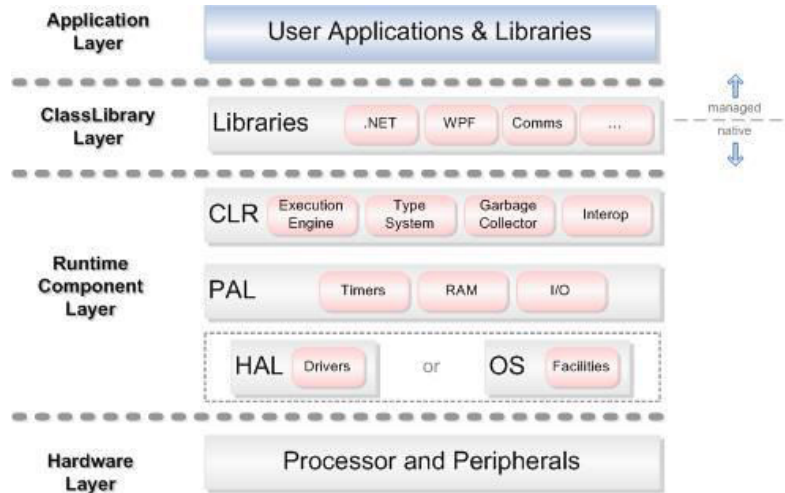 Application
Layer
User Applications & Libraries
ClassLibrary
Layer
Libraries
.NET
WPF
Comms
...
managed
native
Runtime
Component
Layer
CLR
Execution
Engine
Type
System
Garbage
Collector
Interop
PAL
Timers
RAM
I/O
HAL
Drivers
or
OS
Facilities
Hardware
Layer
Processor and Peripherals